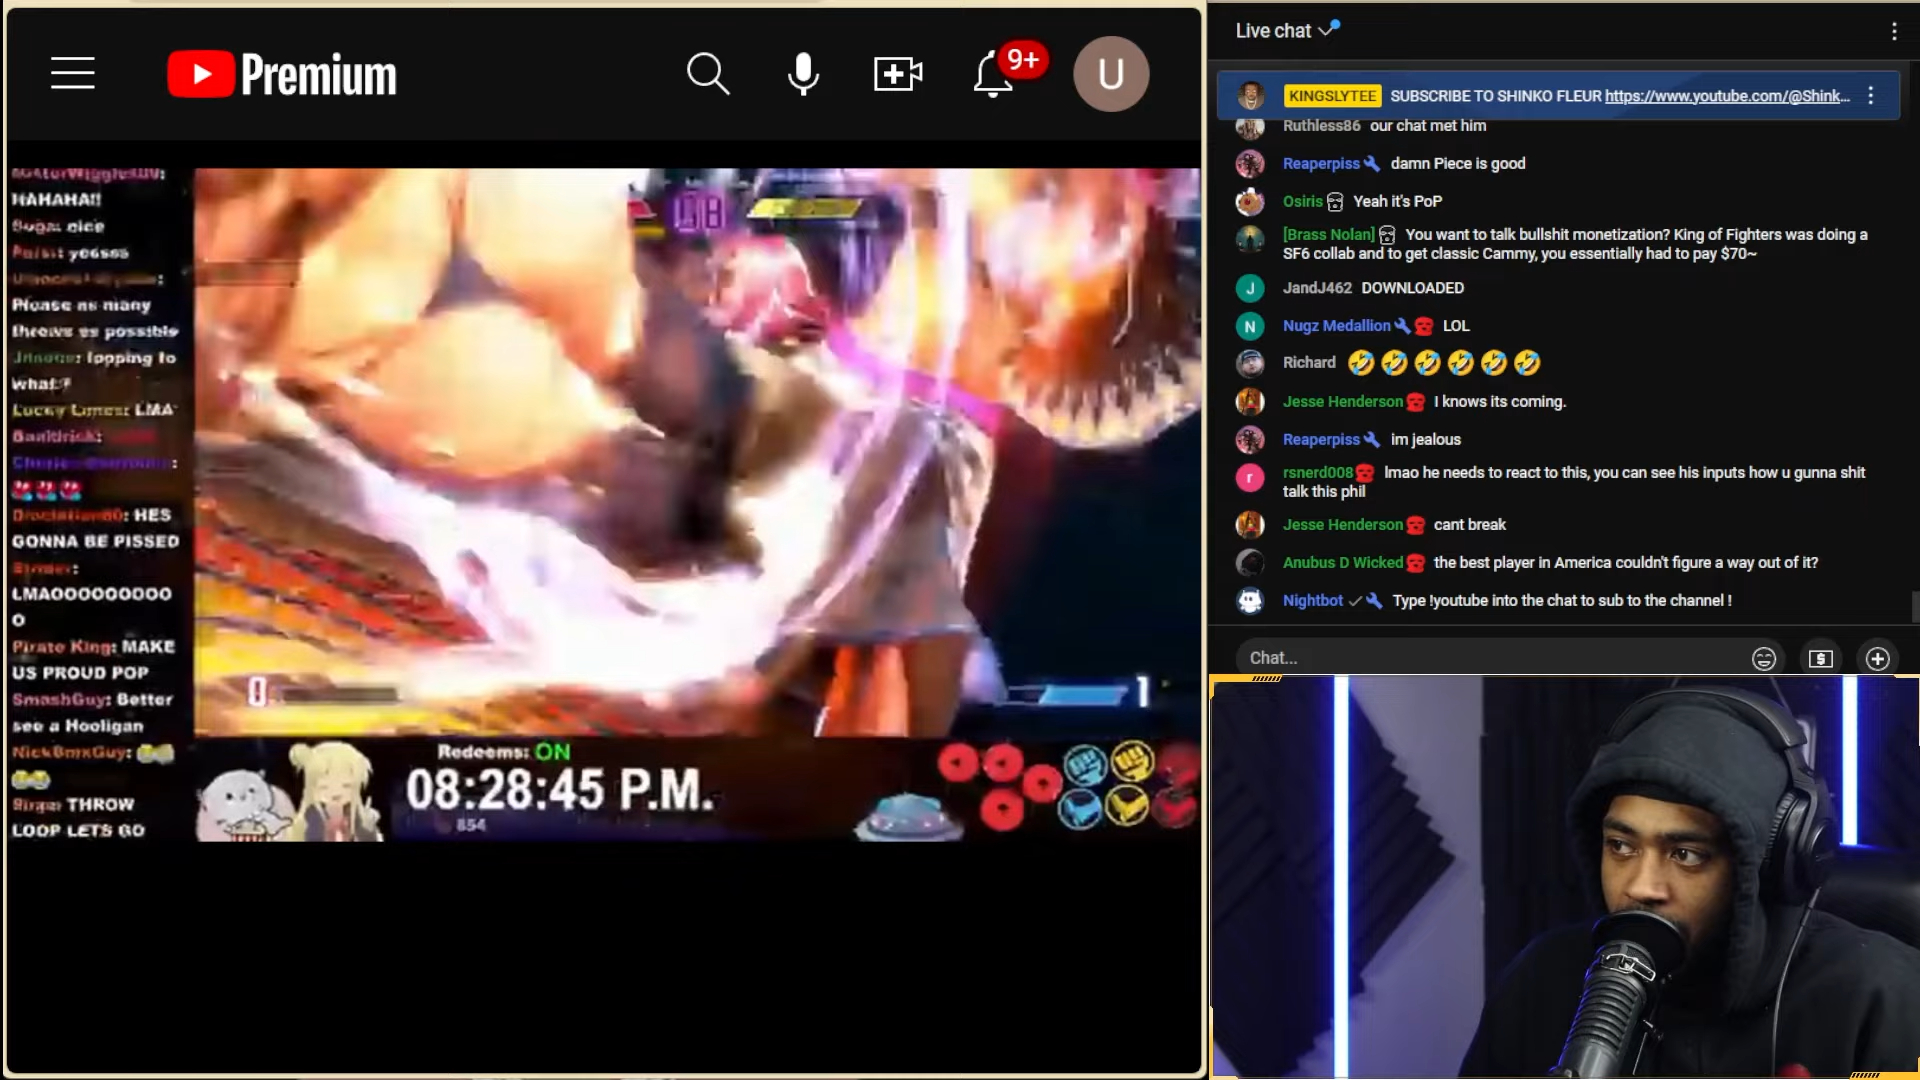 Premium
9+
U
HAHAHA!!
Please as many
throws as possible
what?
LMA
HES
GONNA BE PISSED
LMAOOOOOOOOO
O
Pirate King: MAKE
US PROUD POP
SmashGuy: Better
see a Hooligan
NickBmxGuy:
THROW
LOOP LETS GO
0
1
Redeems: ON
08:28:45 P.M.
854
Live chat
KINGSLYTEE SUBSCRIBE TO SHINKO FLEUR https://www.youtube.com/@Shink...
Ruthless86 our chat met him
Reaperpiss damn Piece is good
Osiris Yeah it's PoP
[Brass Nolan] You want to talk bullshit monetization? King of Fighters was doing a
SF6 collab and to get classic Cammy, you essentially had to pay $70~
J JandJ462 DOWNLOADED
N Nugz Medallion LOL
Richard 🤣🤣🤣🤣🤣🤣
Jesse Henderson I knows its coming.
Reaperpiss im jealous
r rsnerd008 lmao he needs to react to this, you can see his inputs how u gunna shit
talk this phil
Jesse Henderson cant break
Anubus D Wicked the best player in America couldn't figure a way out of it?
Nightbot Type !youtube into the chat to sub to the channel !
Chat...